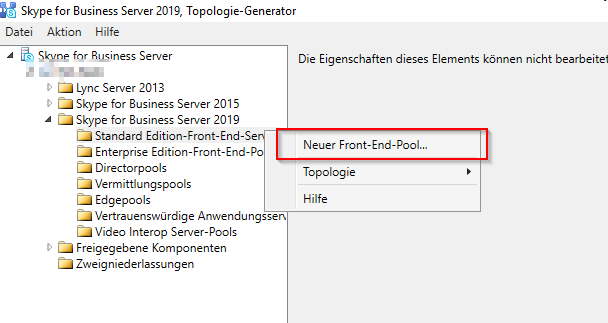 Skype for Business Server 2019, Topologie-Generator
Datei Aktion Hilfe
Skype for Business Server
Lync Server 2013
Skype for Business Server 2015
Skype for Business Server 2019
Standard Edition-Front-End-Serv
Enterprise Edition-Front-End-Po
Directorpools
Vermittlungspools
Edgepools
Vertrauenswürdige Anwendungsserv
Video Interop Server-Pools
Freigegebene Komponenten
Zweigniederlassungen
Die Eigenschaften dieses Elements können nicht bearbeitet
Neuer Front-End-Pool...
Topologie
Hilfe